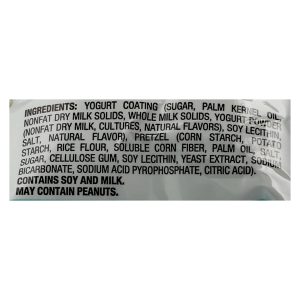 INGREDIENTS: YOGURT COATING (SUGAR, PALM KERNEL OIL,
NONFAT DRY MILK SOLIDS, WHOLE MILK SOLIDS, YOGURT POWDER
(NONFAT DRY MILK, CULTURES, NATURAL FLAVORS), SOY LECITHIN,
SALT, NATURAL FLAVOR), PRETZEL (CORN STARCH, POTATO
STARCH, RICE FLOUR, SOLUBLE CORN FIBER, PALM OIL, SALT,
SUGAR, CELLULOSE GUM, SOY LECITHIN, YEAST EXTRACT, SODIUM
BICARBONATE, SODIUM ACID PYROPHOSPHATE, CITRIC ACID).
CONTAINS SOY AND MILK.
MAY CONTAIN PEANUTS.